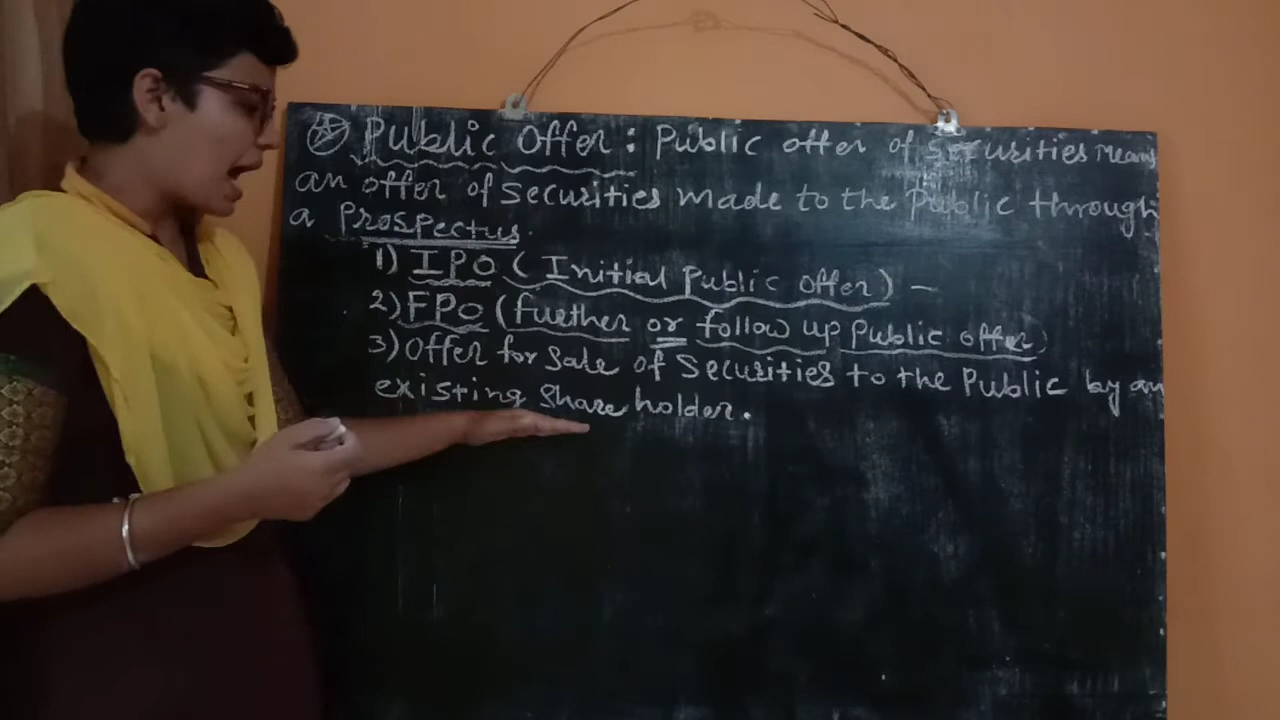 Public Offer : Public offer of securities Means
an offer of securities made to the Public through
a Prospectus.
1) IPO ( Initial Public offer ) –
2) FPO (further or follow up Public offer)
3) Offer for Sale of Securities to the Public by an
existing Share holder.